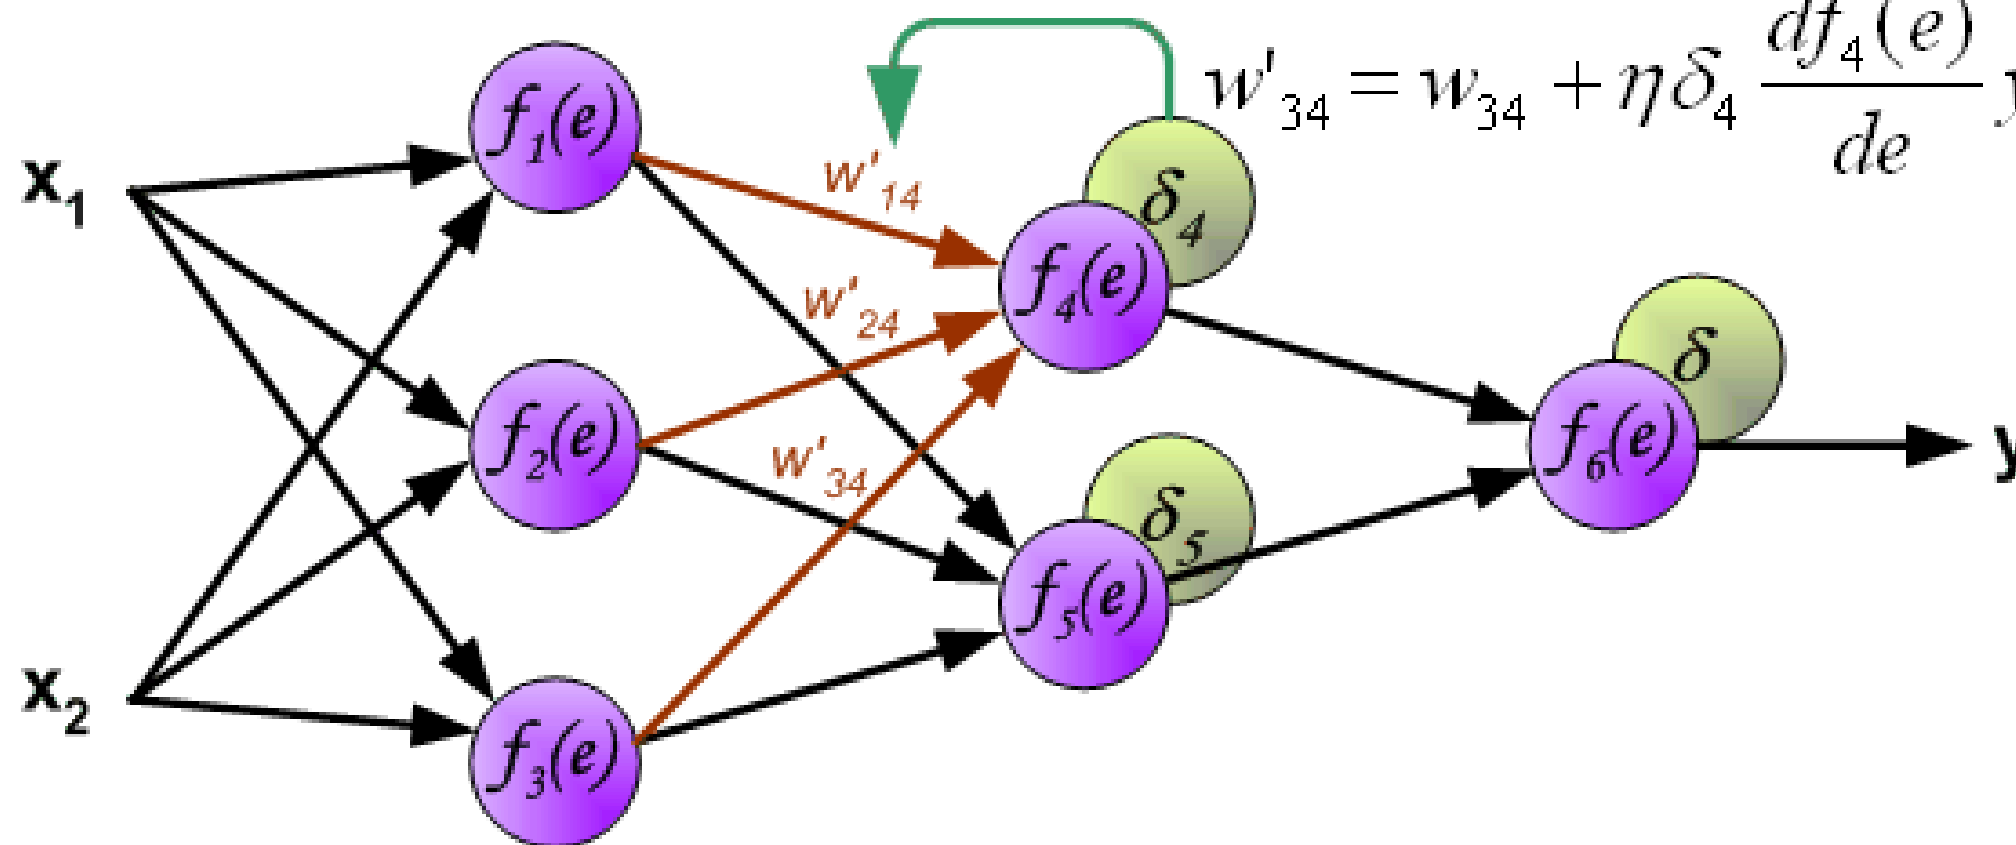 w'34 = w34 + ηδ4 df4(e)/de y
x1
f1(e)
w'14
δ4
f4(e)
w'24
δ
f2(e)
f6(e)
y
w'34
δ5
f5(e)
x2
f3(e)